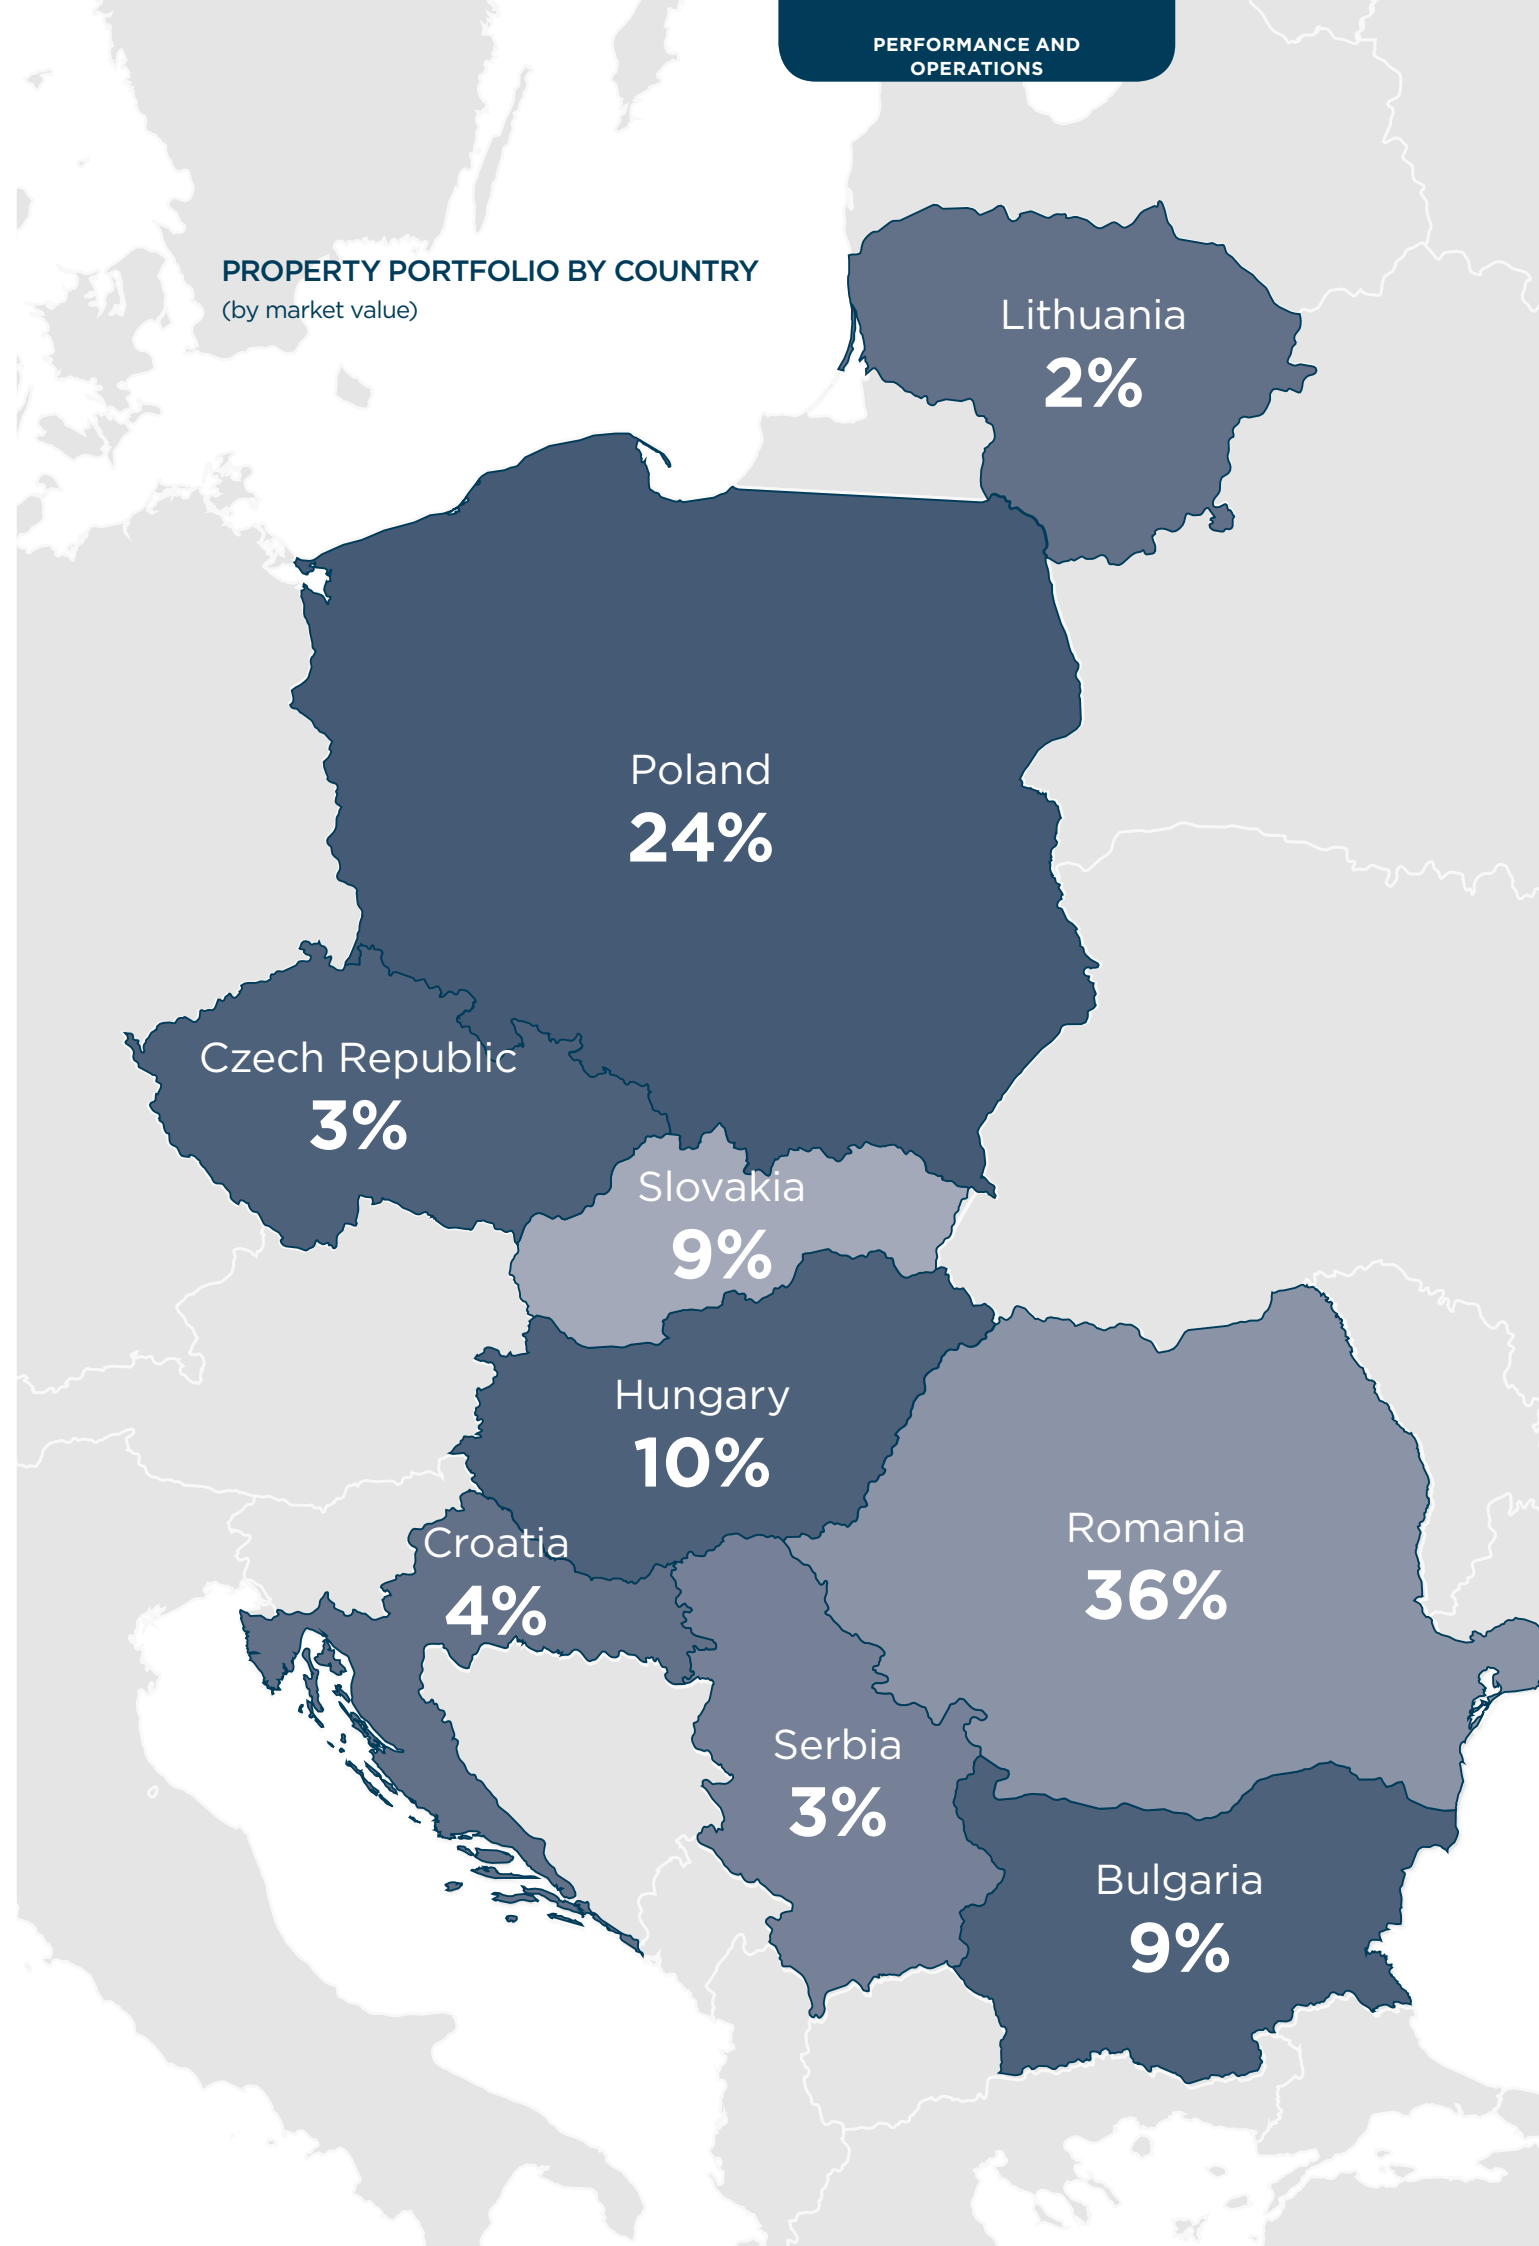 PERFORMANCE AND
OPERATIONS
PROPERTY PORTFOLIO BY COUNTRY
(by market value)
Lithuania
2%
Poland
24%
Czech Republic
3%
Slovakia
9%
Hungary
10%
Croatia
4%
Romania
36%
Serbia
3%
Bulgaria
9%